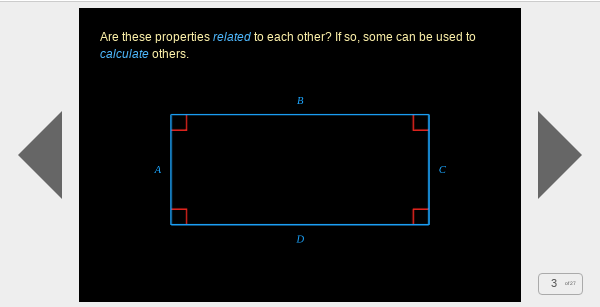 Are these properties related to each other? If so, some can be used to
calculate others.
B
A
C
D
3 of 27